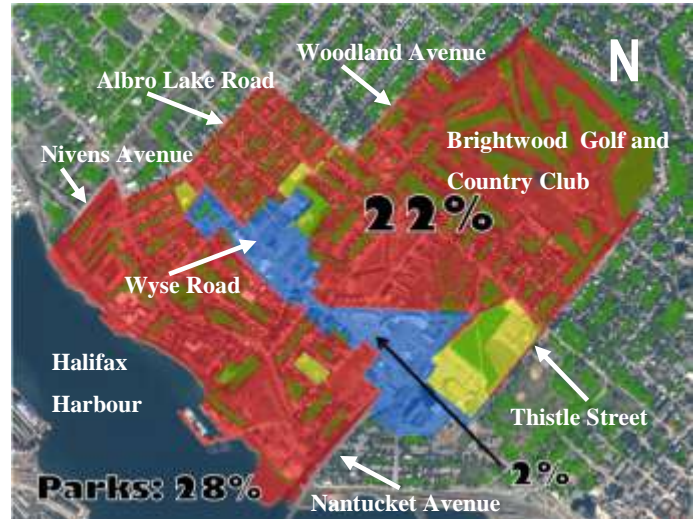 Woodland Avenue
N
Albro Lake Road
Brightwood Golf and
Country Club
Nivens Avenue
22%
Wyse Road
Halifax
Harbour
Thistle Street
2%
Parks: 28%
Nantucket Avenue